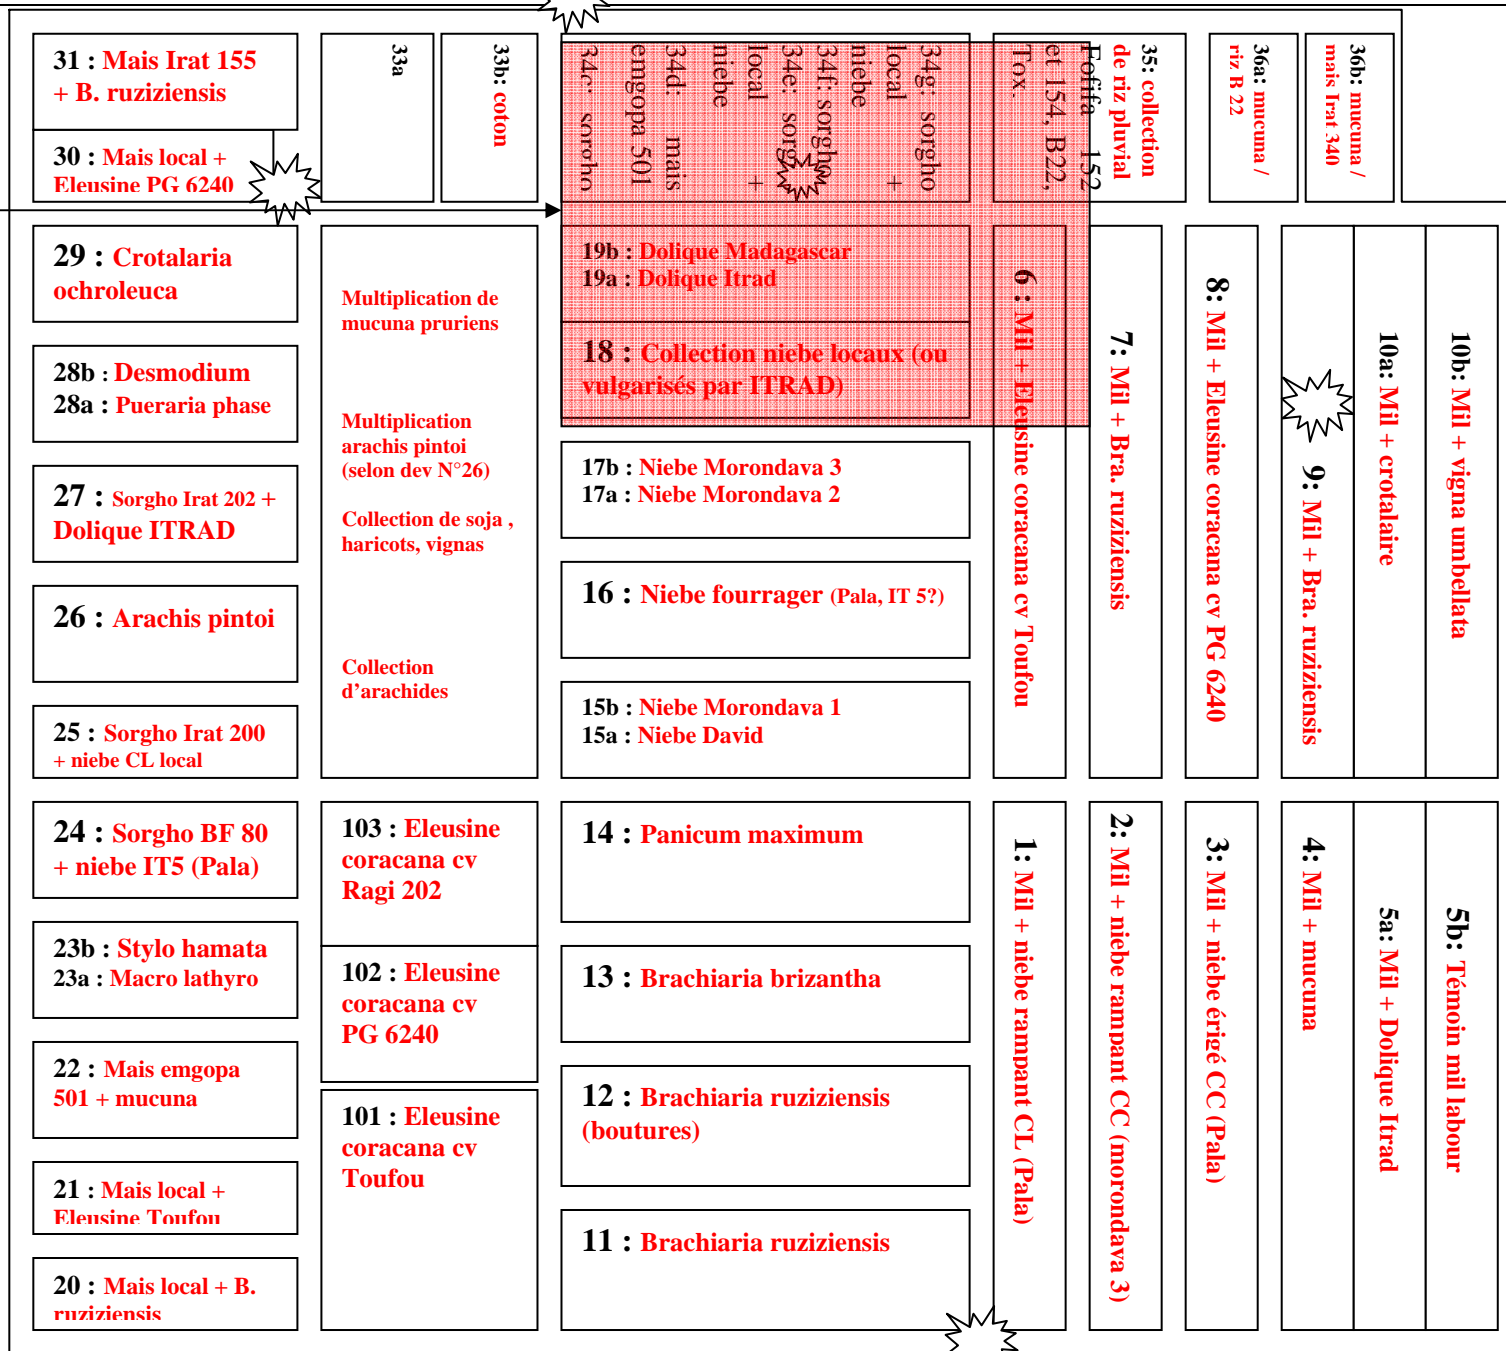 31 : Mais Irat 155
+ B. ruziziensis
30 : Mais local +
Eleusine PG 6240
29 : Crotalaria
ochroleuca
28b : Desmodium
28a : Pueraria phase
27 : Sorgho Irat 202 +
Dolique ITRAD
26 : Arachis pintoi
25 : Sorgho Irat 200
+ niebe CL local
24 : Sorgho BF 80
+ niebe IT5 (Pala)
23b : Stylo hamata
23a : Macro lathyro
22 : Mais emgopa
501 + mucuna
21 : Mais local +
Eleusine Toufou
20 : Mais local + B.
ruziziensis
33a
33b: coton
Multiplication de
mucuna pruriens
Multiplication
arachis pintoi
(selon dev N°26)
Collection de soja ,
haricots, vignas
Collection
d'arachides
103 : Eleusine
coracana cv
Ragi 202
102 : Eleusine
coracana cv
PG 6240
101 : Eleusine
coracana cv
Toufou
34g: sorgho
local +
niebe
34f: sorgho
34e: sorgho
local +
niebe
34d: mais
emgopa 501
34c: sorgho
19b : Dolique Madagascar
19a : Dolique Itrad
18 : Collection niebe locaux (ou
vulgarisés par ITRAD)
17b : Niebe Morondava 3
17a : Niebe Morondava 2
16 : Niebe fourrager (Pala, IT 5?)
15b : Niebe Morondava 1
15a : Niebe David
14 : Panicum maximum
13 : Brachiaria brizantha
12 : Brachiaria ruziziensis
(boutures)
11 : Brachiaria ruziziensis
35: collection
de riz pluvial
Fofifa 152
et 154, B22,
Tox.
36a: mucuna /
riz B 22
36b: mucuna /
mais Irat 340
6 : Mil + Eleusine coracana cv Toufou
7: Mil + Bra. ruziziensis
8: Mil + Eleusine coracana cv PG 6240
9: Mil + Bra. ruziziensis
10a: Mil + crotalaire
10b: Mil + vigna umbellata
1: Mil + niebe rampant CL (Pala)
2: Mil + niebe rampant CC (morondava 3)
3: Mil + niebe érigé CC (Pala)
4: Mil + mucuna
5a: Mil + Dolique Itrad
5b: Témoin mil labour